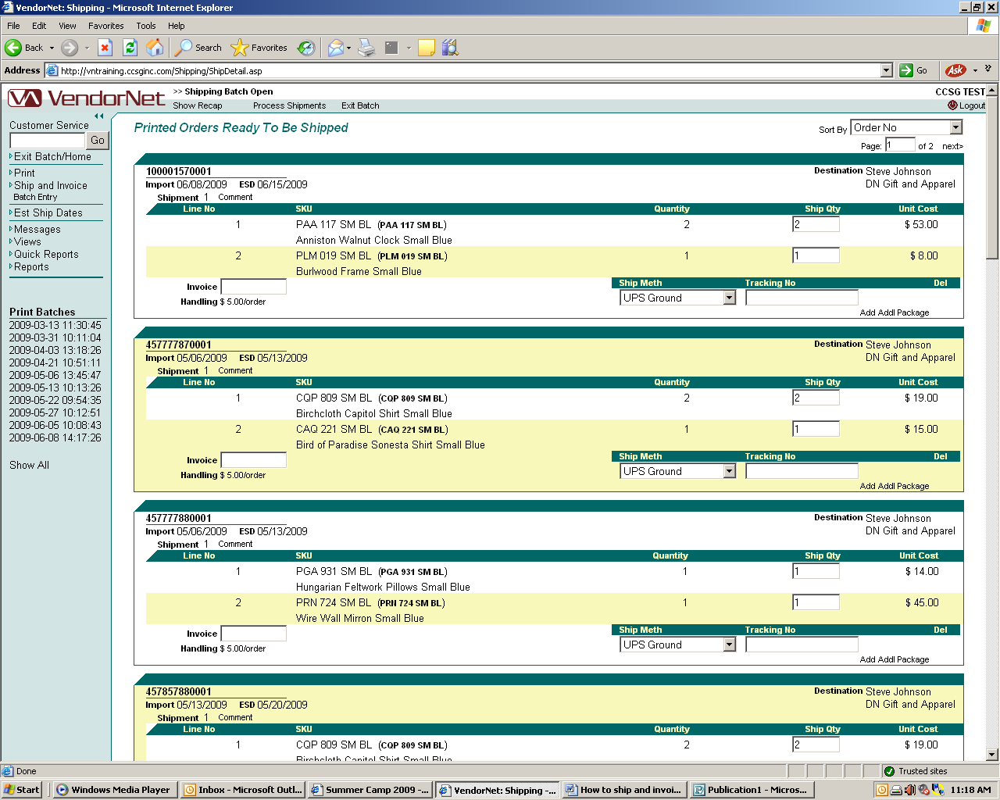 VendorNet: Shipping - Microsoft Internet Explorer
File Edit View Favorites Tools Help
Back Search Favorites
Address http://vntraining.ccsginc.com/Shipping/ShipDetail.asp Go Ask
VA VendorNet >> Shipping Batch Open CCSG TEST
Show Recap Process Shipments Exit Batch Logout
Customer Service
Go
Exit Batch/Home
Print
Ship and Invoice
Batch Entry
Est Ship Dates
Messages
Views
Quick Reports
Reports
Print Batches
2009-03-13 11:30:45
2009-03-31 10:11:04
2009-04-03 13:18:26
2009-04-21 10:51:11
2009-05-06 13:45:47
2009-05-13 10:13:26
2009-05-22 09:54:35
2009-05-27 10:12:51
2009-06-05 10:08:43
2009-06-08 14:17:26
Show All
Printed Orders Ready To Be Shipped
Sort By Order No
Page: 1 of 2 next>
100001570001 Destination Steve Johnson
Import 06/08/2009 ESD 06/15/2009 DN Gift and Apparel
Shipment 1 Comment
Line No SKU Quantity Ship Qty Unit Cost
1 PAA 117 SM BL (PAA 117 SM BL) 2 2 $ 53.00
Anniston Walnut Clock Small Blue
2 PLM 019 SM BL (PLM 019 SM BL) 1 1 $ 8.00
Burlwood Frame Small Blue
Invoice Ship Meth Tracking No Del
Handling $ 5.00/order UPS Ground
Add Addl Package
457777870001 Destination Steve Johnson
Import 05/06/2009 ESD 05/13/2009 DN Gift and Apparel
Shipment 1 Comment
Line No SKU Quantity Ship Qty Unit Cost
1 CQP 809 SM BL (CQP 809 SM BL) 2 2 $ 19.00
Birchcloth Capitol Shirt Small Blue
2 CAQ 221 SM BL (CAQ 221 SM BL) 1 1 $ 15.00
Bird of Paradise Sonesta Shirt Small Blue
Invoice Ship Meth Tracking No Del
Handling $ 5.00/order UPS Ground
Add Addl Package
457777880001 Destination Steve Johnson
Import 05/06/2009 ESD 05/13/2009 DN Gift and Apparel
Shipment 1 Comment
Line No SKU Quantity Ship Qty Unit Cost
1 PGA 931 SM BL (PGA 931 SM BL) 1 1 $ 14.00
Hungarian Feltwork Pillows Small Blue
2 PRN 724 SM BL (PRN 724 SM BL) 1 1 $ 45.00
Wire Wall Mirron Small Blue
Invoice Ship Meth Tracking No Del
Handling $ 5.00/order UPS Ground
Add Addl Package
457857880001 Destination Steve Johnson
Import 05/13/2009 ESD 05/20/2009 DN Gift and Apparel
Shipment 1 Comment
Line No SKU Quantity Ship Qty Unit Cost
1 CQP 809 SM BL (CQP 809 SM BL) 2 2 $ 19.00
Birchcloth Capitol Shirt Small Blue
Done Trusted sites
Start Windows Media Player Inbox - Microsoft Outl... Summer Camp 2009 -... VendorNet: Shipping -... How to ship and invoi... Publication1 - Micros... 11:18 AM